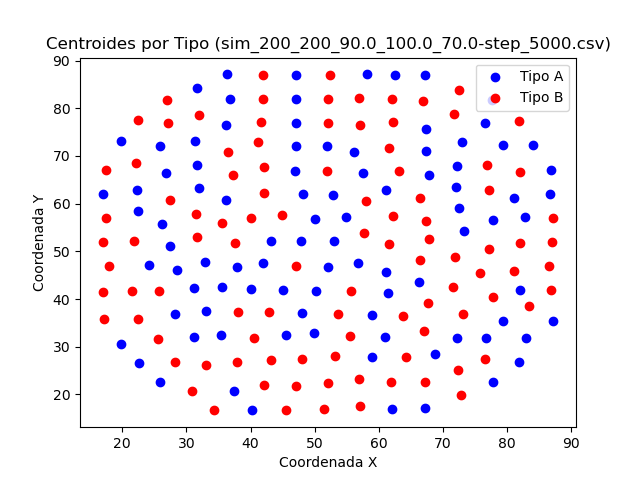 Centroides por Tipo (sim_200_200_90.0_100.0_70.0-step_5000.csv)
Tipo A
Tipo B
90
80
70
60
50
40
30
20
Coordenada Y
20 30 40 50 60 70 80 90
Coordenada X